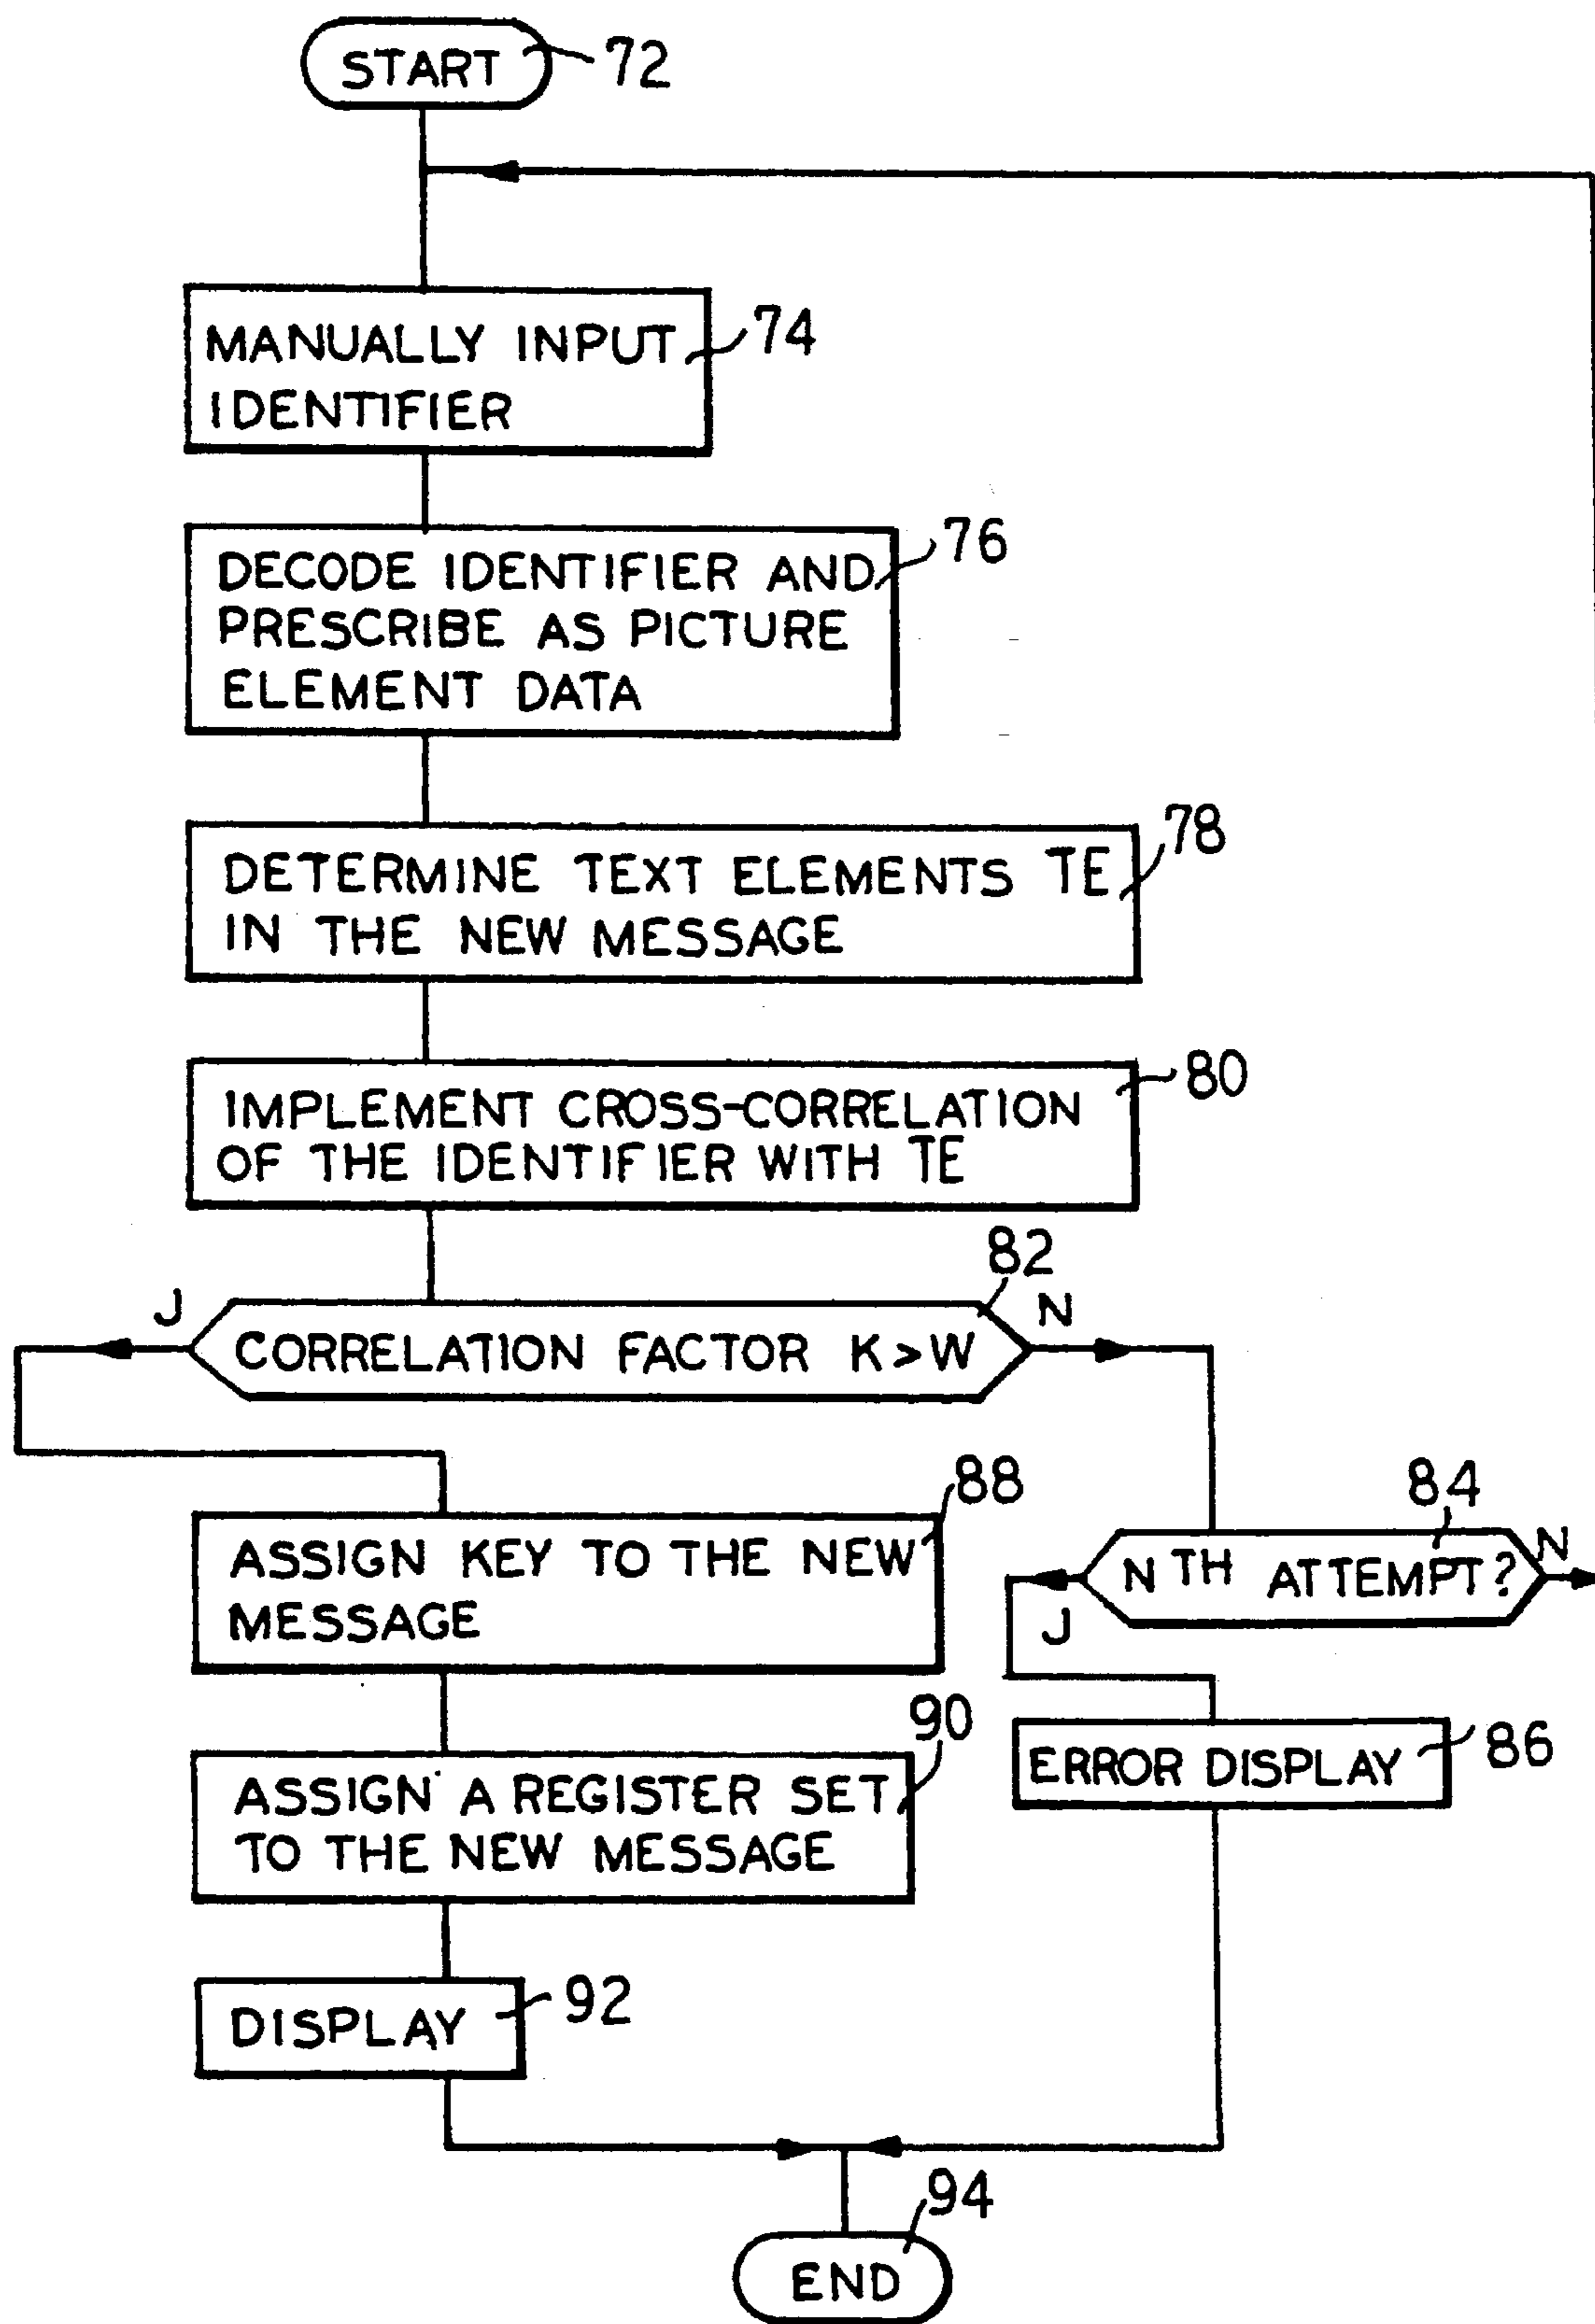 START 72
MANUALLY INPUT 74
IDENTIFIER
76
DECODE IDENTIFIER AND
PRESCRIBE AS PICTURE
ELEMENT DATA
78
DETERMINE TEXT ELEMENTS TE
IN THE NEW MESSAGE
80
IMPLEMENT CROSS-CORRELATION
OF THE IDENTIFIER WITH TE
82
J
N
CORRELATION FACTOR K>W
88
ASSIGN KEY TO THE NEW
MESSAGE
84
N TH ATTEMPT?
N
J
90
ASSIGN A REGISTER SET
TO THE NEW MESSAGE
ERROR DISPLAY 86
DISPLAY 92
94
END